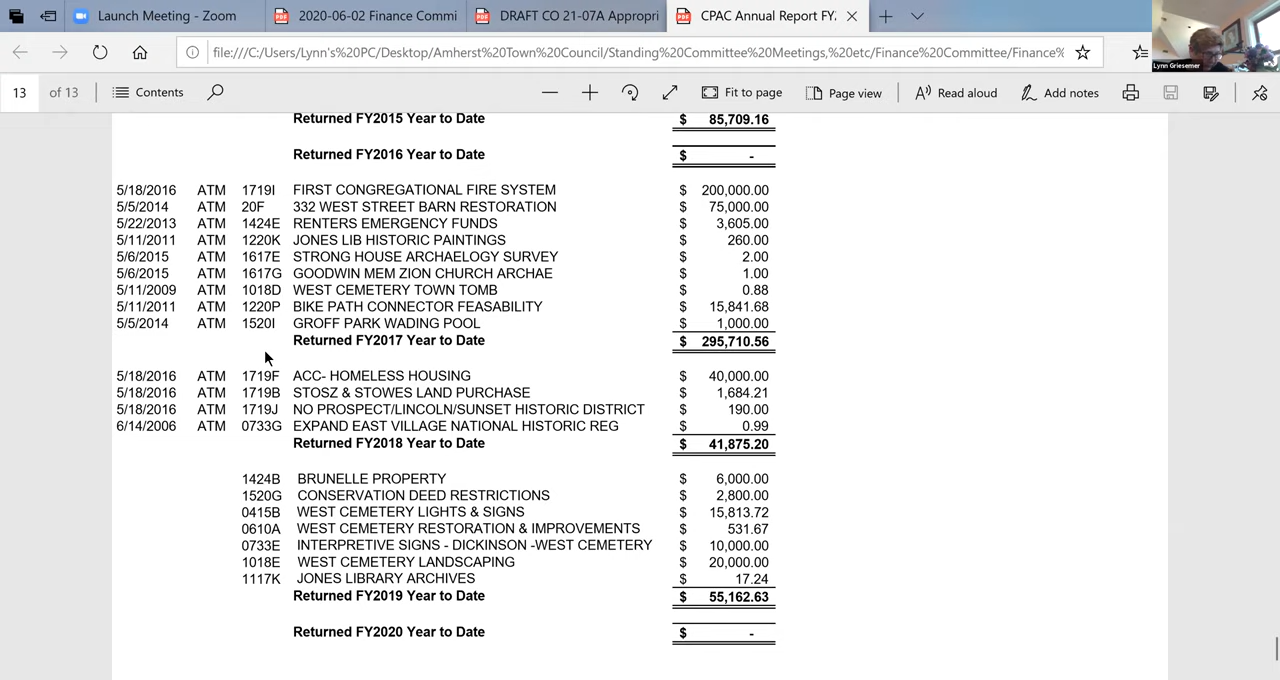 Launch Meeting - Zoom
2020-06-02 Finance Commi
DRAFT CO 21-07A Appropri
CPAC Annual Report FY.
file:///C:/Users/Lynn's%20PC/Desktop/Amherst%20Town%20Council/Standing%20Committee%20Meetings,%20etc/Finance%20Committee/Finance%
Lynn Griesemer
13 of 13 Contents Fit to page Page view Read aloud Add notes
Returned FY2015 Year to Date $ 85,709.16
Returned FY2016 Year to Date $ -
5/18/2016 ATM 1719I FIRST CONGREGATIONAL FIRE SYSTEM $ 200,000.00
5/5/2014 ATM 20F 332 WEST STREET BARN RESTORATION $ 75,000.00
5/22/2013 ATM 1424E RENTERS EMERGENCY FUNDS $ 3,605.00
5/11/2011 ATM 1220K JONES LIB HISTORIC PAINTINGS $ 260.00
5/6/2015 ATM 1617E STRONG HOUSE ARCHAELOGY SURVEY $ 2.00
5/6/2015 ATM 1617G GOODWIN MEM ZION CHURCH ARCHAE $ 1.00
5/11/2009 ATM 1018D WEST CEMETERY TOWN TOMB $ 0.88
5/11/2011 ATM 1220P BIKE PATH CONNECTOR FEASABILITY $ 15,841.68
5/5/2014 ATM 1520I GROFF PARK WADING POOL $ 1,000.00
Returned FY2017 Year to Date $ 295,710.56
5/18/2016 ATM 1719F ACC- HOMELESS HOUSING $ 40,000.00
5/18/2016 ATM 1719B STOSZ & STOWES LAND PURCHASE $ 1,684.21
5/18/2016 ATM 1719J NO PROSPECT/LINCOLN/SUNSET HISTORIC DISTRICT $ 190.00
6/14/2006 ATM 0733G EXPAND EAST VILLAGE NATIONAL HISTORIC REG $ 0.99
Returned FY2018 Year to Date $ 41,875.20
1424B BRUNELLE PROPERTY $ 6,000.00
1520G CONSERVATION DEED RESTRICTIONS $ 2,800.00
0415B WEST CEMETERY LIGHTS & SIGNS $ 15,813.72
0610A WEST CEMETERY RESTORATION & IMPROVEMENTS $ 531.67
0733E INTERPRETIVE SIGNS - DICKINSON -WEST CEMETERY $ 10,000.00
1018E WEST CEMETERY LANDSCAPING $ 20,000.00
1117K JONES LIBRARY ARCHIVES $ 17.24
Returned FY2019 Year to Date $ 55,162.63
Returned FY2020 Year to Date $ -